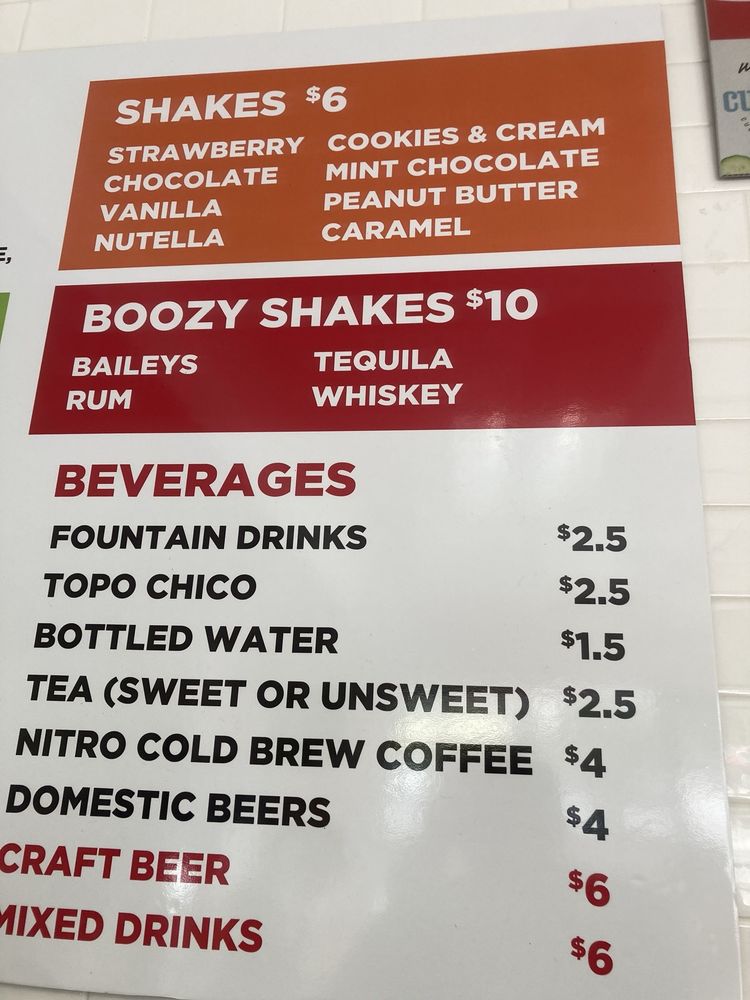 SHAKES $6
STRAWBERRY COOKIES & CREAM
CHOCOLATE MINT CHOCOLATE
VANILLA PEANUT BUTTER
NUTELLA CARAMEL
BOOZY SHAKES $10
BAILEYS TEQUILA
RUM WHISKEY
BEVERAGES
FOUNTAIN DRINKS $2.5
TOPO CHICO $2.5
BOTTLED WATER $1.5
TEA (SWEET OR UNSWEET) $2.5
NITRO COLD BREW COFFEE $4
DOMESTIC BEERS $4
CRAFT BEER $6
MIXED DRINKS $6